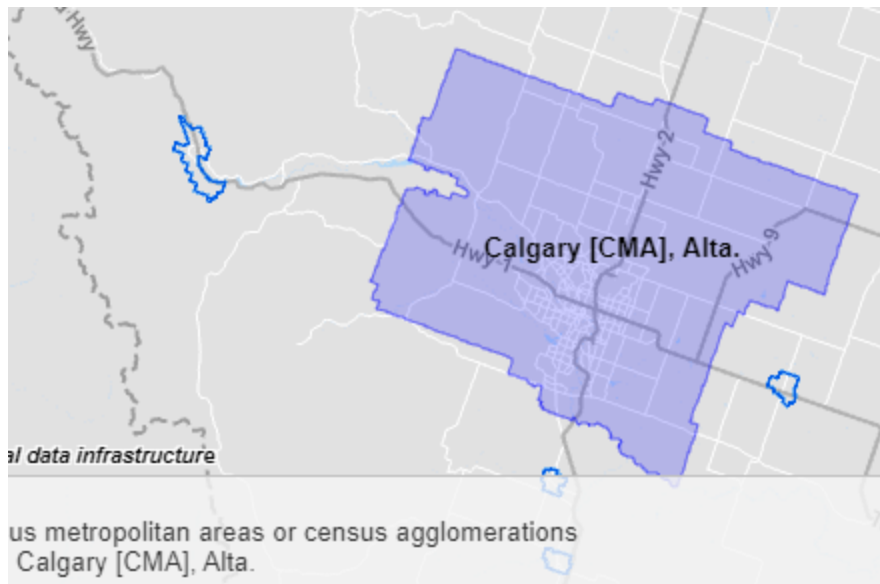 Hwy
Hwy-2
Calgary [CMA], Alta.
Hwy-1
Hwy-9
al data infrastructure
us metropolitan areas or census agglomerations
Calgary [CMA], Alta.